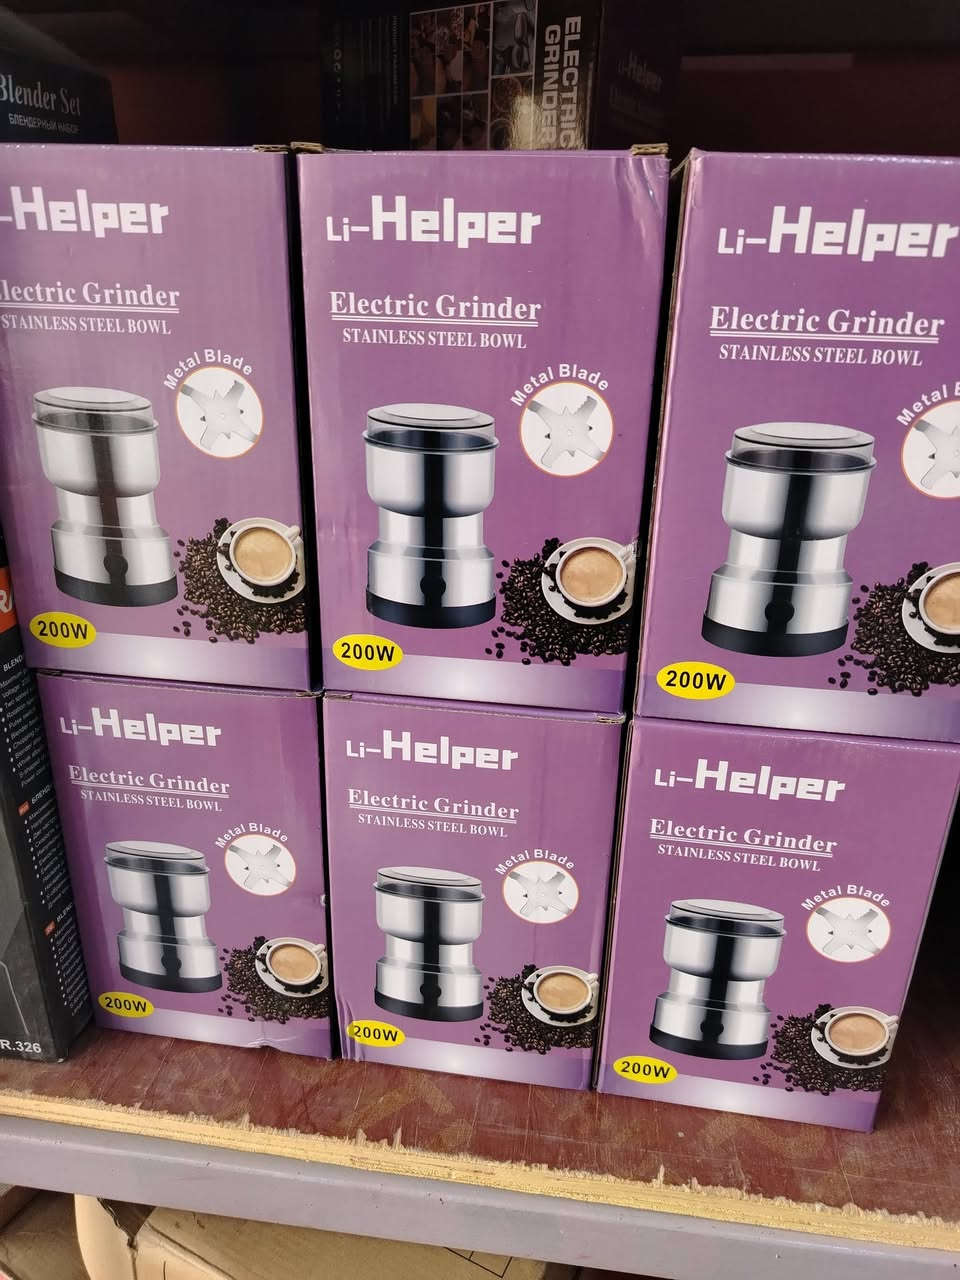 Blender Set
БЛЕНДЕРНЫЙ НАБОР
ELECTRIC
GRINDER
Li-Helper
-Helper
Electric Grinder
STAINLESS STEEL BOWL
Metal Blade
200W
Li-Helper
Electric Grinder
STAINLESS STEEL BOWL
Metal Blade
200W
Li-Helper
Electric Grinder
STAINLESS STEEL BOWL
Metal B
200W
Li-Helper
Electric Grinder
STAINLESS STEEL BOWL
Metal Blade
200W
Li-Helper
Electric Grinder
STAINLESS STEEL BOWL
Metal Blade
200W
Li-Helper
Electric Grinder
STAINLESS STEEL BOWL
Metal Blade
200W
R.326